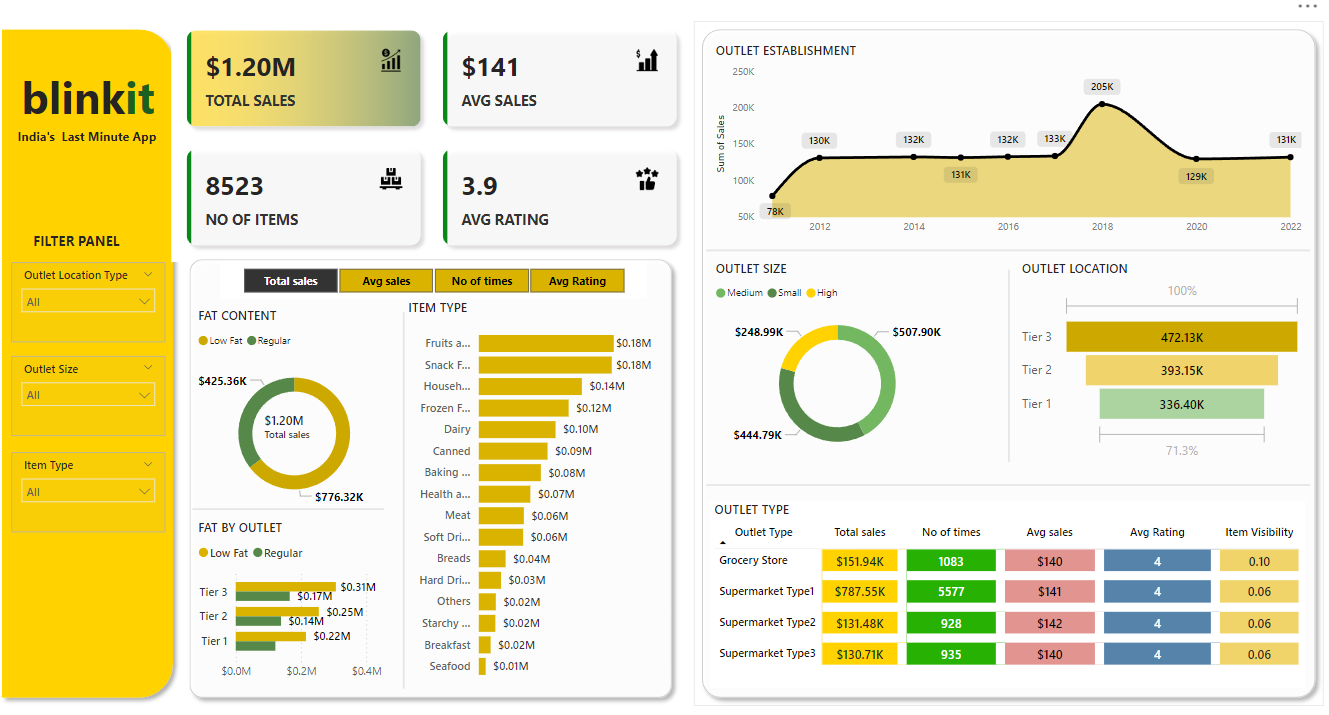 blinkit
India's Last Minute App
FILTER PANEL
Outlet Location Type
All
Outlet Size
All
Item Type
All
$1.20M
TOTAL SALES
$141
AVG SALES
8523
NO OF ITEMS
3.9
AVG RATING
Total sales Avg sales No of times Avg Rating
FAT CONTENT
Low Fat Regular
$425.36K
$1.20M
Total sales
$776.32K
FAT BY OUTLET
Low Fat Regular
Tier 3 $0.31M
$0.17M
Tier 2 $0.25M
$0.14M
Tier 1 $0.22M
$0.0M $0.2M $0.4M
ITEM TYPE
Fruits a... $0.18M
Snack F... $0.18M
Househ... $0.14M
Frozen F... $0.12M
Dairy $0.10M
Canned $0.09M
Baking ... $0.08M
Health a... $0.07M
Meat $0.06M
Soft Dri... $0.06M
Breads $0.04M
Hard Dri... $0.03M
Others $0.02M
Starchy ... $0.02M
Breakfast $0.02M
Seafood $0.01M
OUTLET ESTABLISHMENT
Sum of Sales
250K
200K
150K
100K
50K
78K
130K
132K
131K
132K
133K
205K
129K
131K
2012 2014 2016 2018 2020 2022
OUTLET SIZE
Medium Small High
$248.99K
$507.90K
$444.79K
OUTLET LOCATION
100%
Tier 3 472.13K
Tier 2 393.15K
Tier 1 336.40K
71.3%
OUTLET TYPE
Outlet Type Total sales No of times Avg sales Avg Rating Item Visibility
Grocery Store $151.94K 1083 $140 4 0.10
Supermarket Type1 $787.55K 5577 $141 4 0.06
Supermarket Type2 $131.48K 928 $142 4 0.06
Supermarket Type3 $130.71K 935 $140 4 0.06